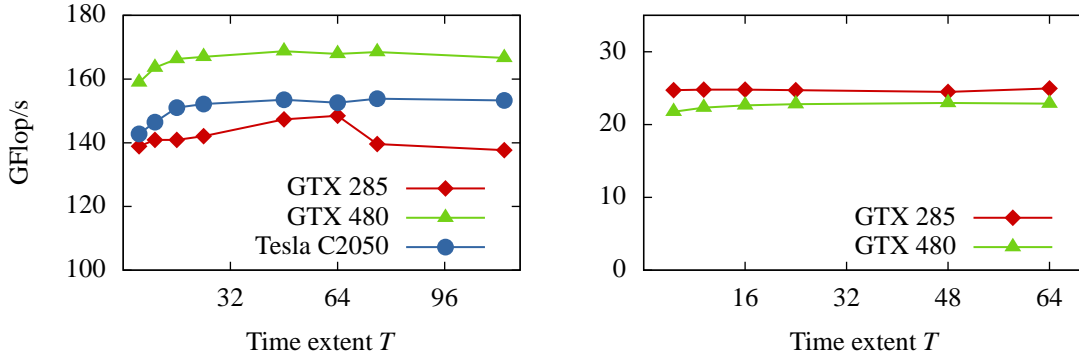 GFlop/s
180
160
140
120
100
32
64
96
Time extent T
GTX 285
GTX 480
Tesla C2050
30
20
10
0
16
32
48
64
Time extent T
GTX 285
GTX 480